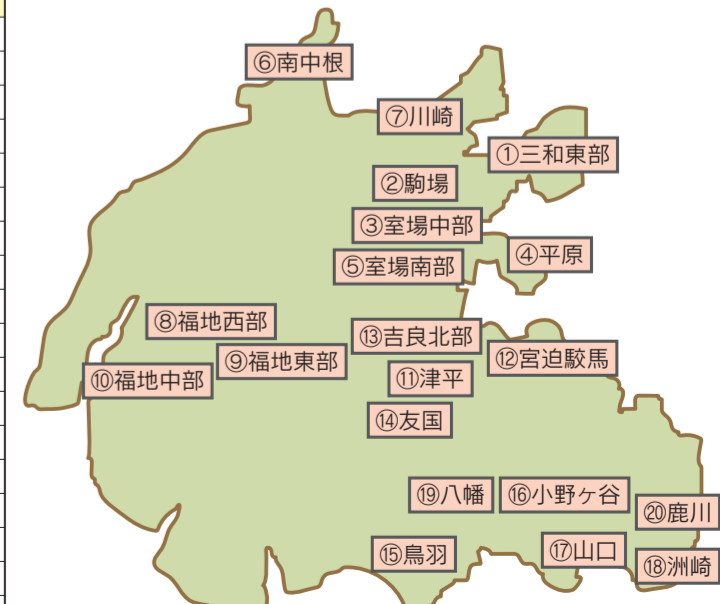 ⑥南中根
⑦川崎
①三和東部
②駒場
③室場中部
④平原
⑤室場南部
⑧福地西部
⑬吉良北部
⑨福地東部
⑫宮迫駮馬
⑩福地中部
⑪津平
⑭友国
⑲八幡
⑯小野ヶ谷
⑳鹿川
⑮鳥羽
⑰山口
⑱洲崎